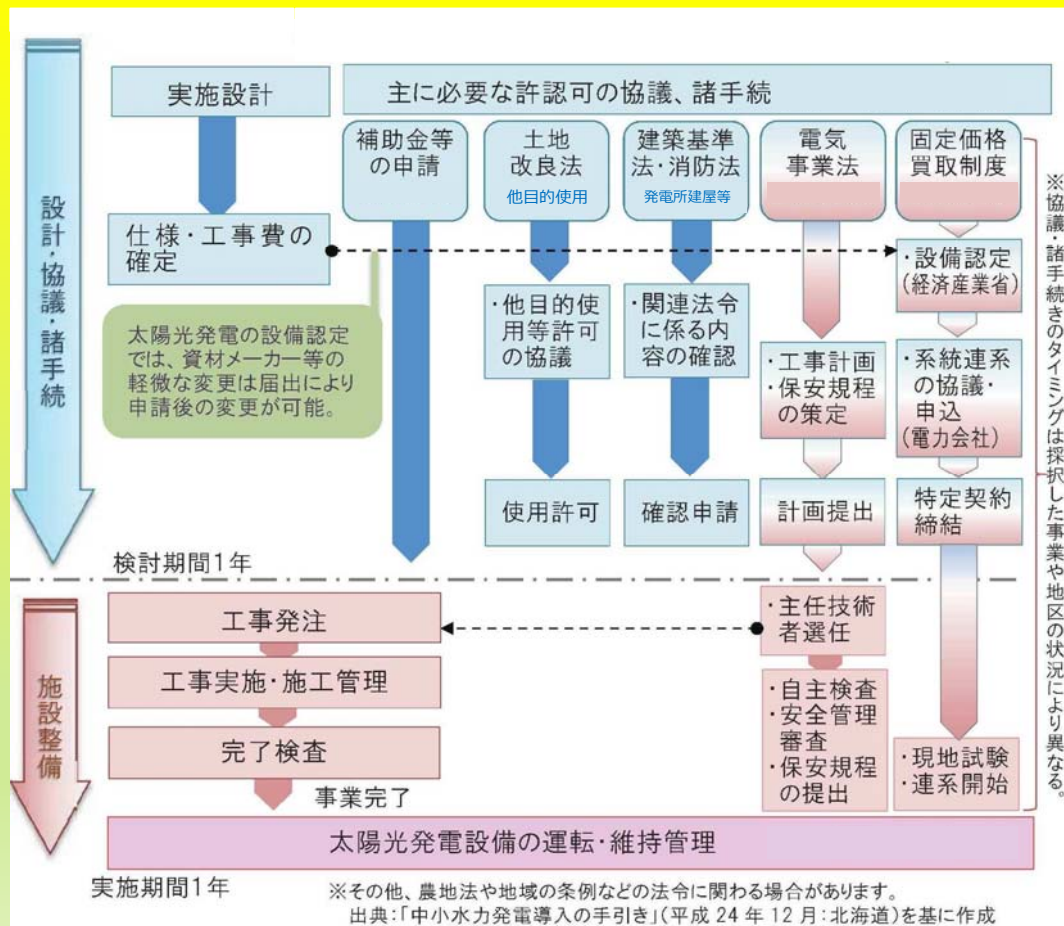 実施設計
主に必要な許認可の協議、諸手続
補助金等
の申請
土地
改良法
他目的使用
建築基準
法・消防法
発電所建屋等
電気
事業法
固定価格
買取制度
設計・協議・諸手続
仕様・工事費の
確定
・設備認定
(経済産業省)
太陽光発電の設備認定
では、資材メーカー等の
軽微な変更は届出により
申請後の変更が可能。
・他目的使
用等許可
の協議
・関連法令
に係る内
容の確認
・工事計画
・保安規程
の策定
・系統連系
の協議・
申込
(電力会社)
使用許可
確認申請
計画提出
特定契約
締結
検討期間1年
※協議・諸手続きのタイミングは採択した事業や地区の状況により異なる。
施設整備
工事発注
・主任技術
者選任
工事実施・施工管理
・自主検査
・安全管理
審査
・保安規程
の提出
完了検査
・現地試験
・連系開始
事業完了
太陽光発電設備の運転・維持管理
実施期間1年
※その他、農地法や地域の条例などの法令に関わる場合があります。
出典:「中小水力発電導入の手引き」(平成24年12月:北海道)を基に作成